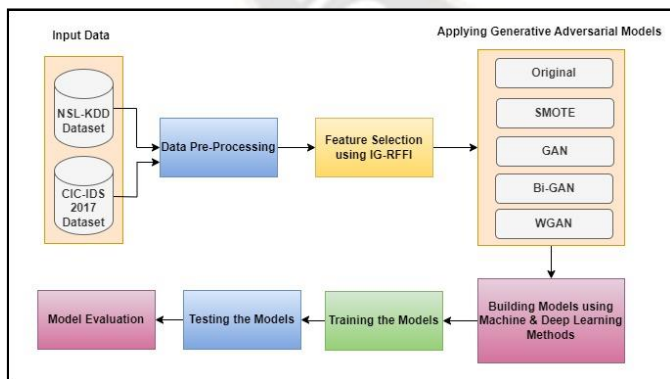 Input Data
Applying Generative Adversarial Models
NSL-KDD
Dataset
CIC-IDS
2017
Dataset
Data Pre-Processing
Feature Selection
using IG-RFFI
Original
SMOTE
GAN
Bi-GAN
WGAN
Building Models using
Machine & Deep Learning
Methods
Training the Models
Testing the Models
Model Evaluation